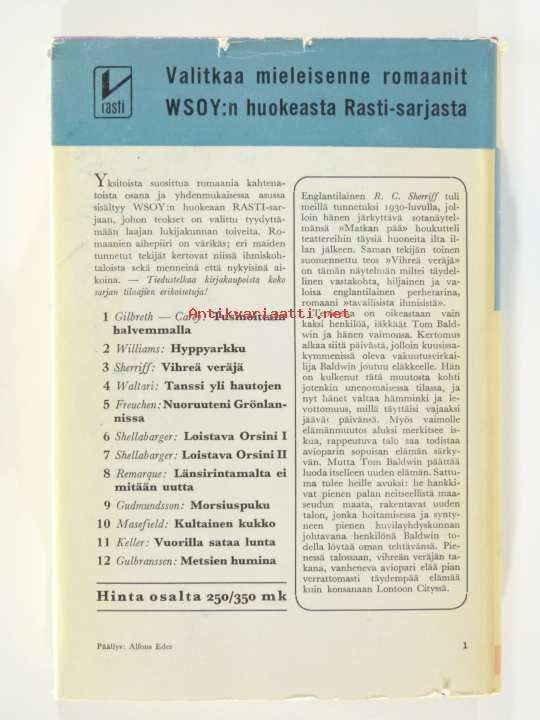 rasti
Valitkaa mieleisenne romaanit
WSOY:n huokeasta Rasti-sarjasta
Yksitoista suosittua romaania kahtena-
toista osana ja yhdenmukaisessa asussa
sisältyy WSOY:n huokeaan RASTI-sar-
jaan, johon teokset on valittu tyydyttä-
mään laajan lukijakunnan toiveita. Ro-
maanien aihepiiri on värikäs; eri maiden
tunnetut tekijät kertovat niissä ihmiskoh-
taloista sekä menneinä että nykyisinä ai-
koina. — Tiedustelkaa kirjakaupoista koko
sarjan tilaajien erikoisetuja!
1 Gilbreth — Carey: Tusinoittain
halvemmalla
2 Williams: Hyppyarkku
3 Sherriff: Vihreä veräjä
4 Waltari: Tanssi yli hautojen
5 Freuchen: Nuoruuteni Grönlan-
nissa
6 Shellabarger: Loistava Orsini I
7 Shellabarger: Loistava Orsini II
8 Remarque: Länsirintamalta ei
mitään uutta
9 Gudmundsson: Morsiuspuku
10 Masefield: Kultainen kukko
11 Keller: Vuorilla sataa lunta
12 Gulbranssen: Metsien humina
Hinta osalta 250/350 mk
Päällys: Alfons Eder
Englantilainen R. C. Sherriff tuli
meillä tunnetuksi 1930-luvulla, jol-
loin hänen järkyttävä sotanäytel-
mänsä »Matkan pää» houkutteli
teattereihin täysiä huoneita ilta il-
lan jälkeen. Saman tekijän toinen
suomennettu teos »Vihreä veräjä»
on tämän näytelmän miltei täydel-
linen vastakohta, hiljainen ja va-
loisa englantilainen perhetarina,
romaani »tavallisista ihmisistä».
Tarinassa on oikeastaan vain
kaksi henkilöä, iäkkäät Tom Bald-
win ja hänen vaimonsa. Kertomus
alkaa siitä päivästä, jolloin kuusissa-
kymmenissä oleva vakuutusvirkai-
lija Baldwin joutuu eläkkeelle. Hän
on kulkenut tätä muutosta kohti
jotenkin unenomaisessa tilassa, ja
nyt hänet valtaa hämminki ja le-
vottomuus, millä täyttäisi vajaaksi
jäävät päivänsä. Myös vaimolle
elämänmuutos aluksi merkitsee is-
kua, rappeutuva talo saa todistaa
avioparin sopuisan elämän särky-
vän. Mutta Tom Baldwin päättää
luoda itselleen uuden elämän. Sattu-
ma tulee heille avuksi: he hankki-
vat pienen palan neitseellistä maa-
seudun maata, rakentavat uuden
talon, jonka hoitamisessa ja synty-
neen pienen huvilayhdyskunnan
johtavana henkilönä Baldwin to-
della löytää oman tehtävänsä. Pie-
nessä talossaan, vihreän veräjän ta-
kana, vanheneva aviopari elää pian
verrattomasti täydempää elämää
kuin konsanaan Lontoon Cityssä.
1
Antikvariaatti.net